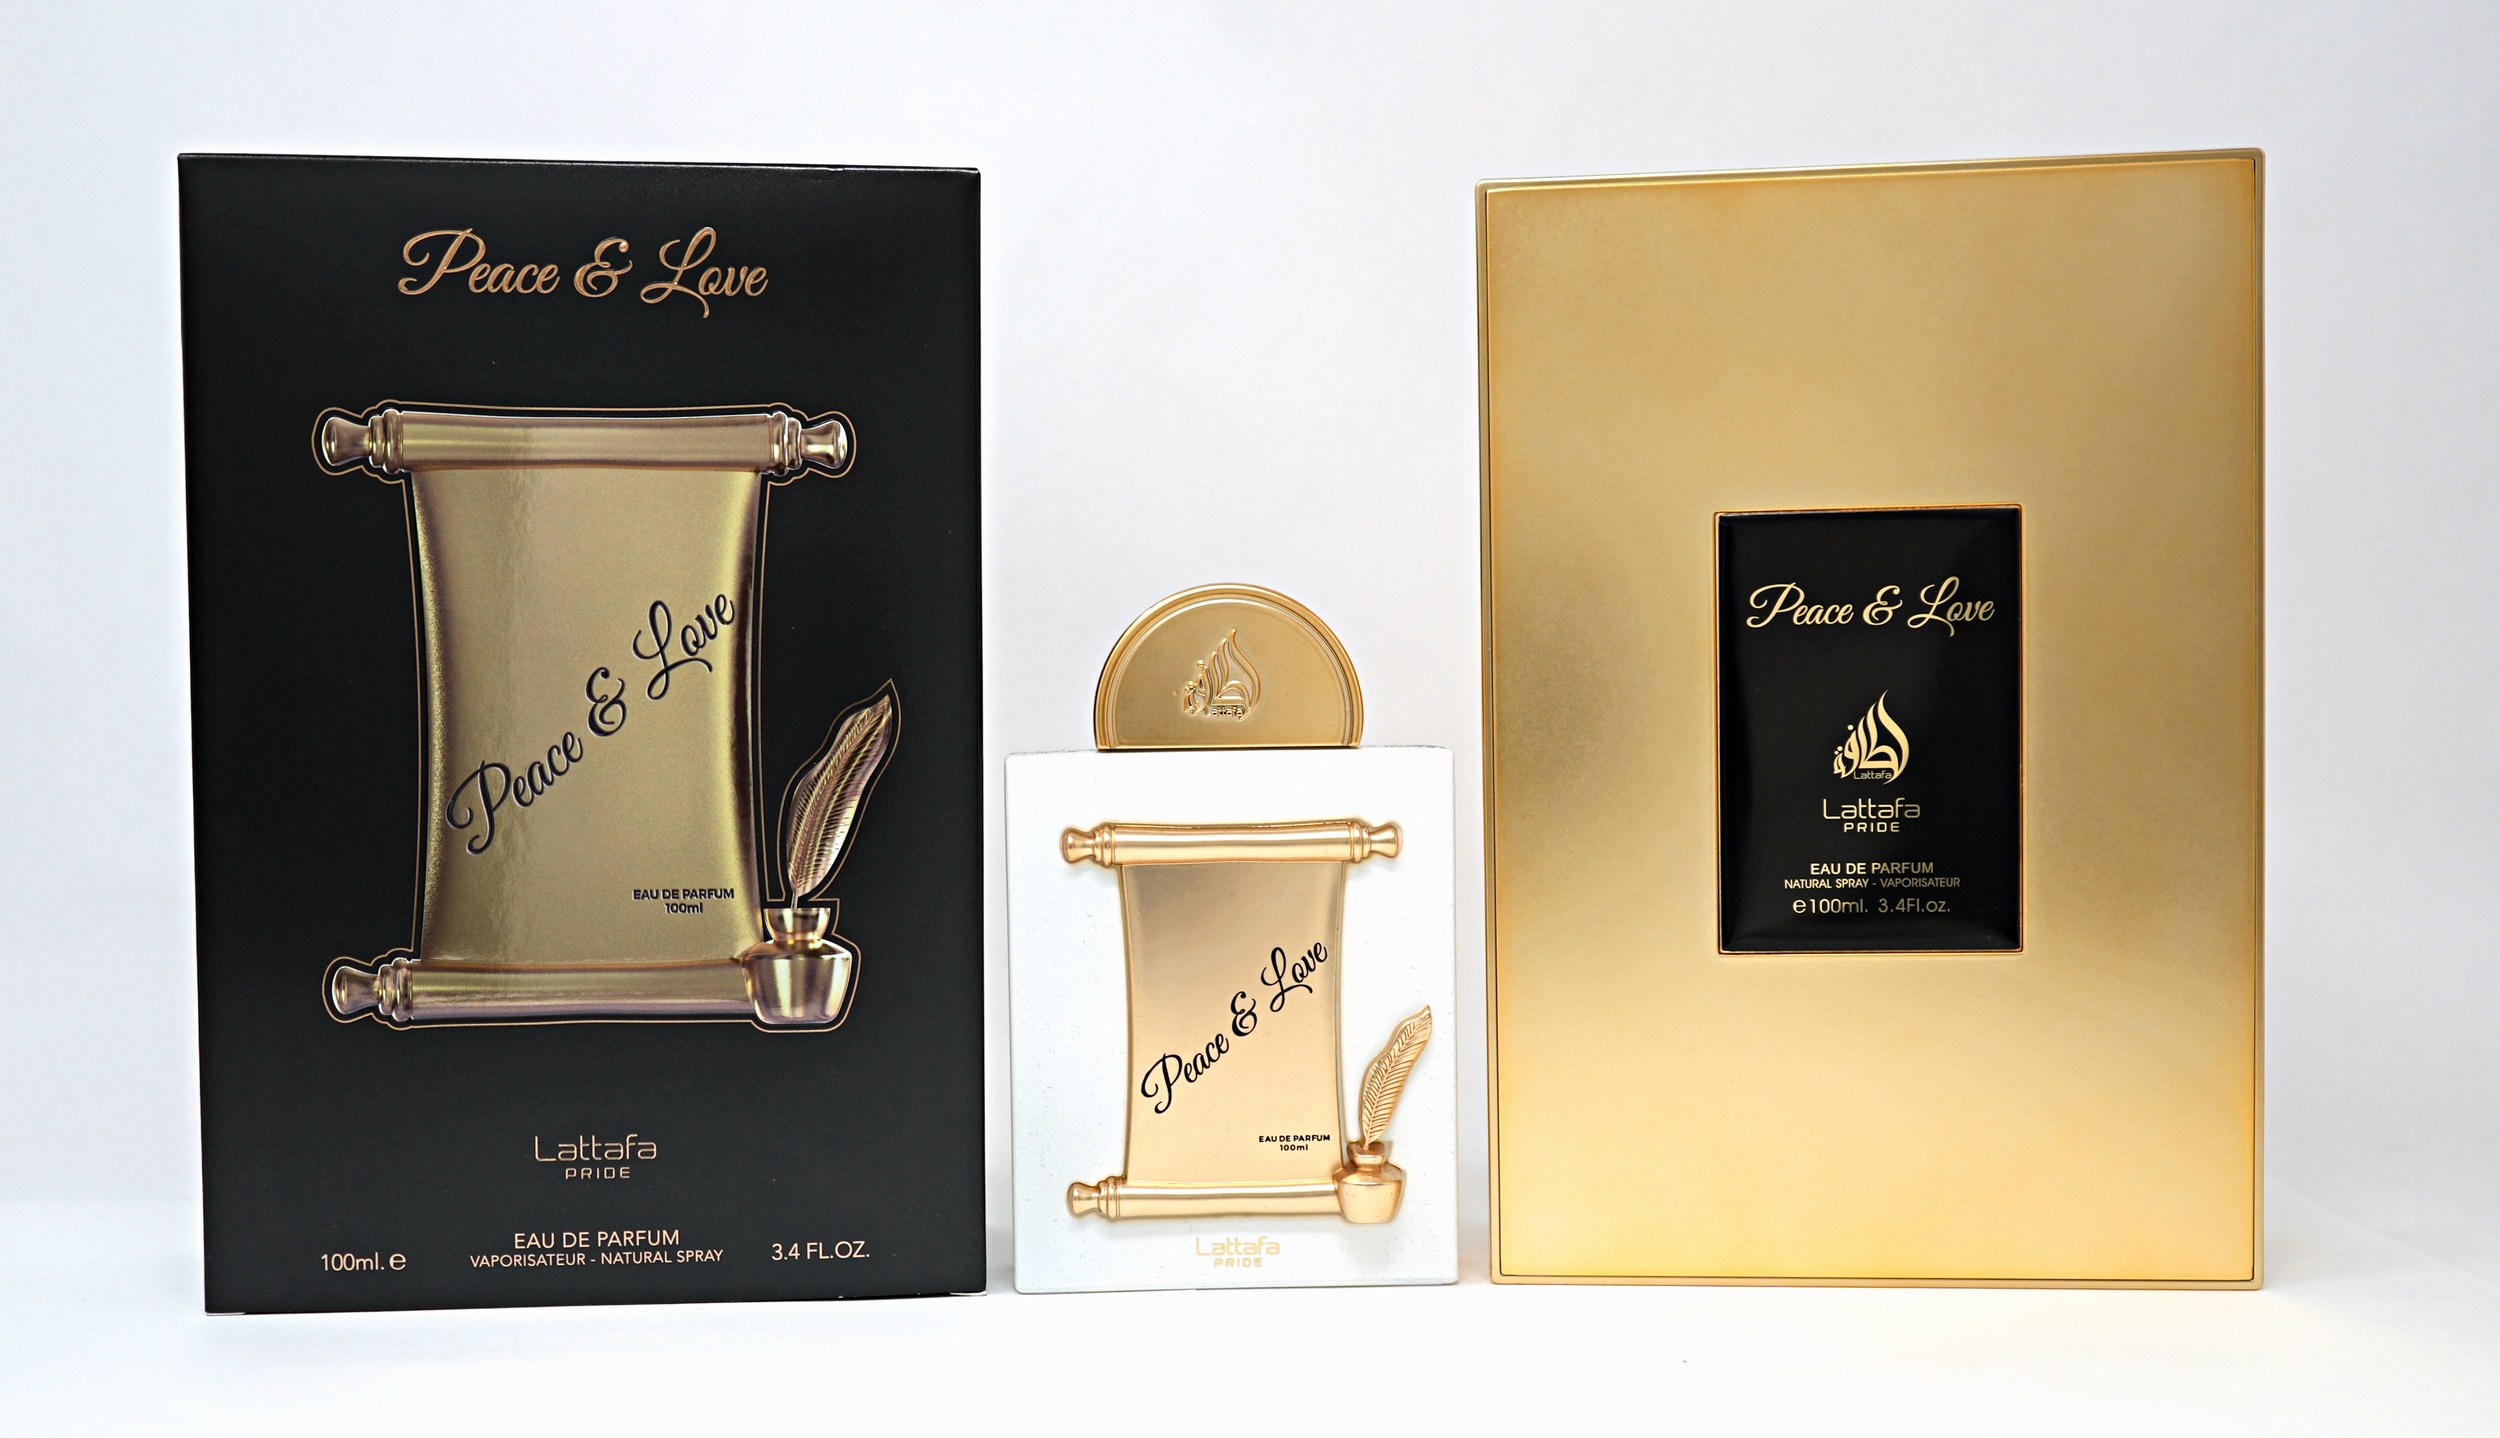 Peace & Love
Peace & Love
EAU DE PARFUM
100ml
Lattafa
PRIDE
EAU DE PARFUM
VAPORISATEUR - NATURAL SPRAY
100ml. e
3.4 FL.OZ.
Lattafa
Peace & Love
EAU DE PARFUM
100ml
Lattafa
PRIDE
Peace & Love
لطافة
Lattafa
Lattafa
PRIDE
EAU DE PARFUM
NATURAL SPRAY - VAPORISATEUR
e100ml. 3.4Fl.oz.